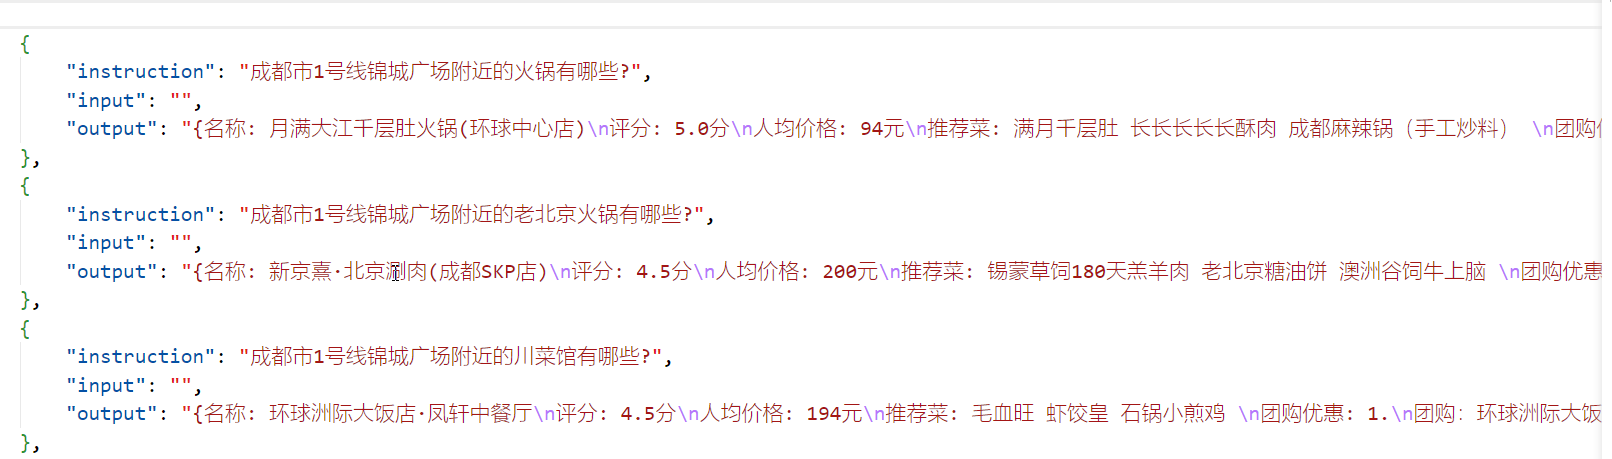 {
"instruction": "成都市1号线锦城广场附近的火锅有哪些?",
"input": "",
"output": "{名称: 月满大江千层肚火锅(环球中心店)\n评分: 5.0分\n人均价格: 94元\n推荐菜: 满月千层肚 长长长长长酥肉 成都麻辣锅（手工炒料） \n团购
},
{
"instruction": "成都市1号线锦城广场附近的老北京火锅有哪些?",
"input": "",
"output": "{名称: 新京熹·北京涮肉(成都SKP店)\n评分: 4.5分\n人均价格: 200元\n推荐菜: 锡蒙草饲180天羔羊肉 老北京糖油饼 澳洲谷饲牛上脑 \n团购优惠
},
{
"instruction": "成都市1号线锦城广场附近的川菜馆有哪些?",
"input": "",
"output": "{名称: 环球洲际大饭店·凤轩中餐厅\n评分: 4.5分\n人均价格: 194元\n推荐菜: 毛血旺 虾饺皇 石锅小煎鸡 \n团购优惠: 1.\n团购: 环球洲际大饭
},